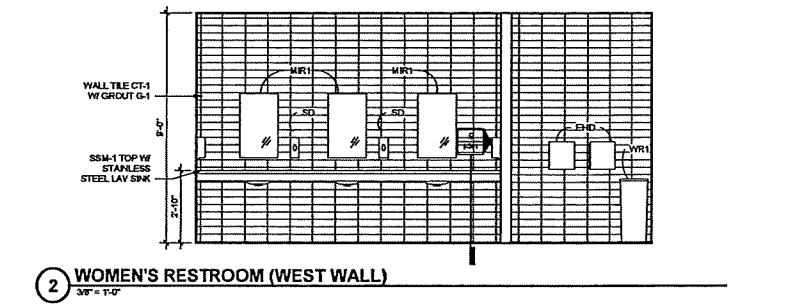 MIR1 MIR1
WALL TILE CT-1
W/ GROUT G-1
SD SD
9'-0"
EHD
WR1
SSM-1 TOP W/
STAINLESS
STEEL LAV SINK
2'-10"
2 WOMEN'S RESTROOM (WEST WALL)
3/8" = 1'-0"